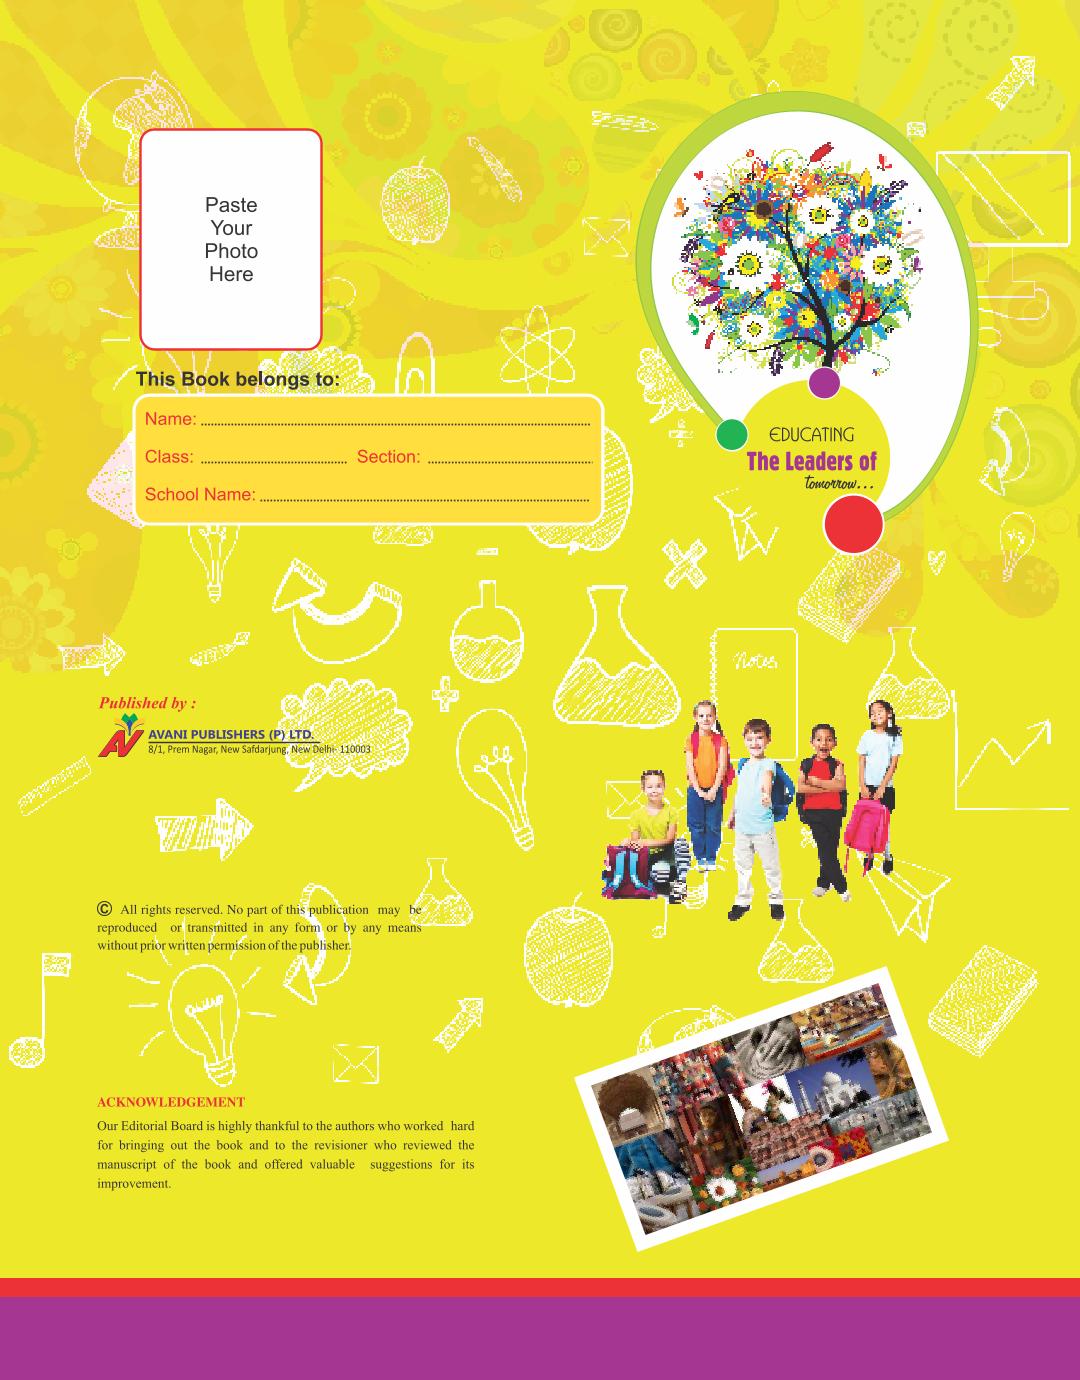 Paste
Your
Photo
Here
This Book belongs to:
Name:
Class: Section:
School Name:
EDUCATING
The Leaders of
tomorrow...
Notes
Published by :
AVANI PUBLISHERS (P) LTD.
8/1, Prem Nagar, New Safdarjung, New Delhi- 110003
© All rights reserved. No part of this publication may be
reproduced or transmitted in any form or by any means
without prior written permission of the publisher.
ACKNOWLEDGEMENT
Our Editorial Board is highly thankful to the authors who worked hard
for bringing out the book and to the revisioner who reviewed the
manuscript of the book and offered valuable suggestions for its
improvement.